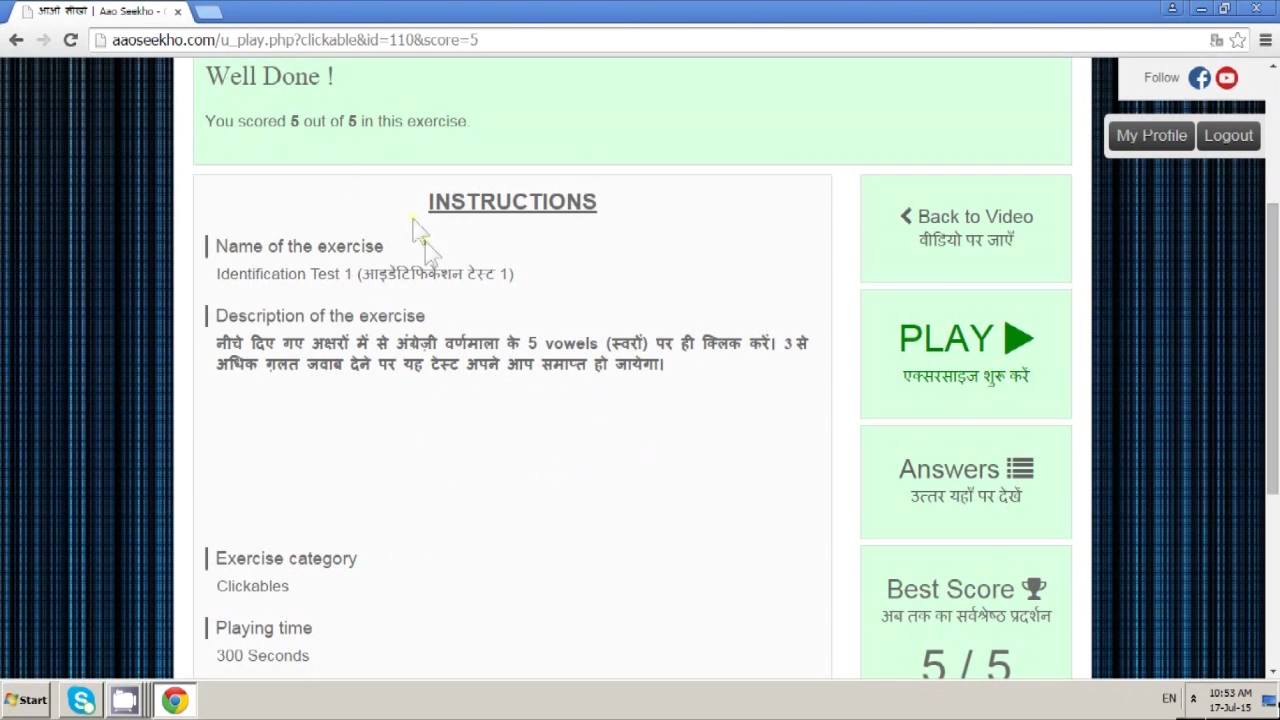 आओ सीखो | Aao Seekho -
aaoseekho.com/u_play.php?clickable&id=110&score=5
Well Done !
You scored 5 out of 5 in this exercise.
Follow
My Profile
Logout
INSTRUCTIONS
Name of the exercise
Identification Test 1 (आइडेंटिफिकेशन टेस्ट 1)
Description of the exercise
नीचे दिए गए अक्षरों में से अंग्रेज़ी वर्णमाला के 5 vowels (स्वरों) पर ही क्लिक करें। 3 से
अधिक ग़लत जवाब देने पर यह टेस्ट अपने आप समाप्त हो जायेगा।
Exercise category
Clickables
Playing time
300 Seconds
Back to Video
वीडियो पर जाएँ
PLAY
एक्सरसाइज शुरू करें
Answers
उत्तर यहाँ पर देखें
Best Score
अब तक का सर्वश्रेष्ठ प्रदर्शन
5 / 5
Start
EN
10:53 AM
17-Jul-15